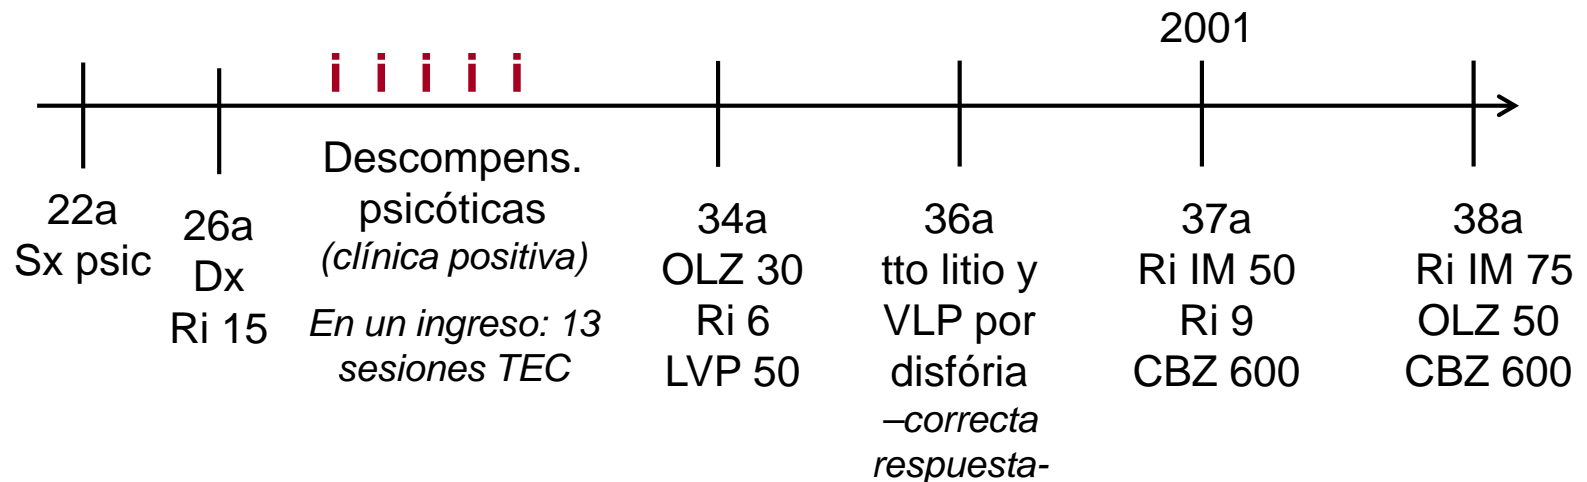 2001
i i i i i
22a
Sx psic
26a
Dx
Ri 15
Descompens.
psicóticas
(clínica positiva)
En un ingreso: 13
sesiones TEC
34a
OLZ 30
Ri 6
LVP 50
36a
tto litio y
VLP por
disfória
–correcta
respuesta-
37a
Ri IM 50
Ri 9
CBZ 600
38a
Ri IM 75
OLZ 50
CBZ 600